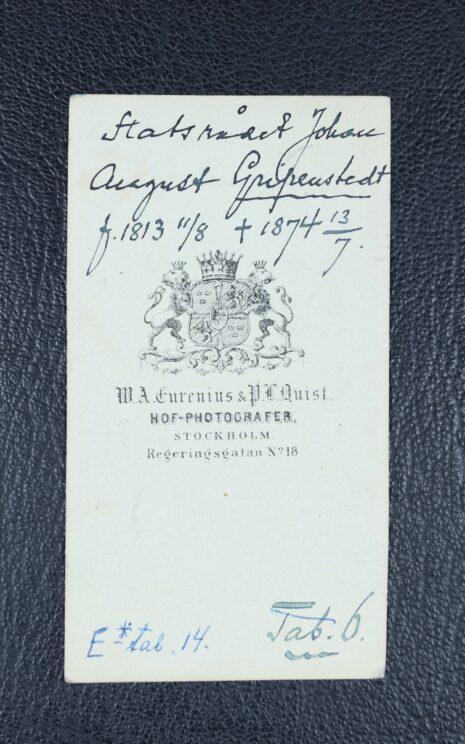 Statsrådet Johan
August Gripenstedt
f. 1813 11/8 + 1874 13/7.
W. A. Eurenius & P. L. Quist.
HOF-PHOTOGRAFER,
STOCKHOLM.
Regeringsgatan No 18
E* tab. 14.
Tab. 6.